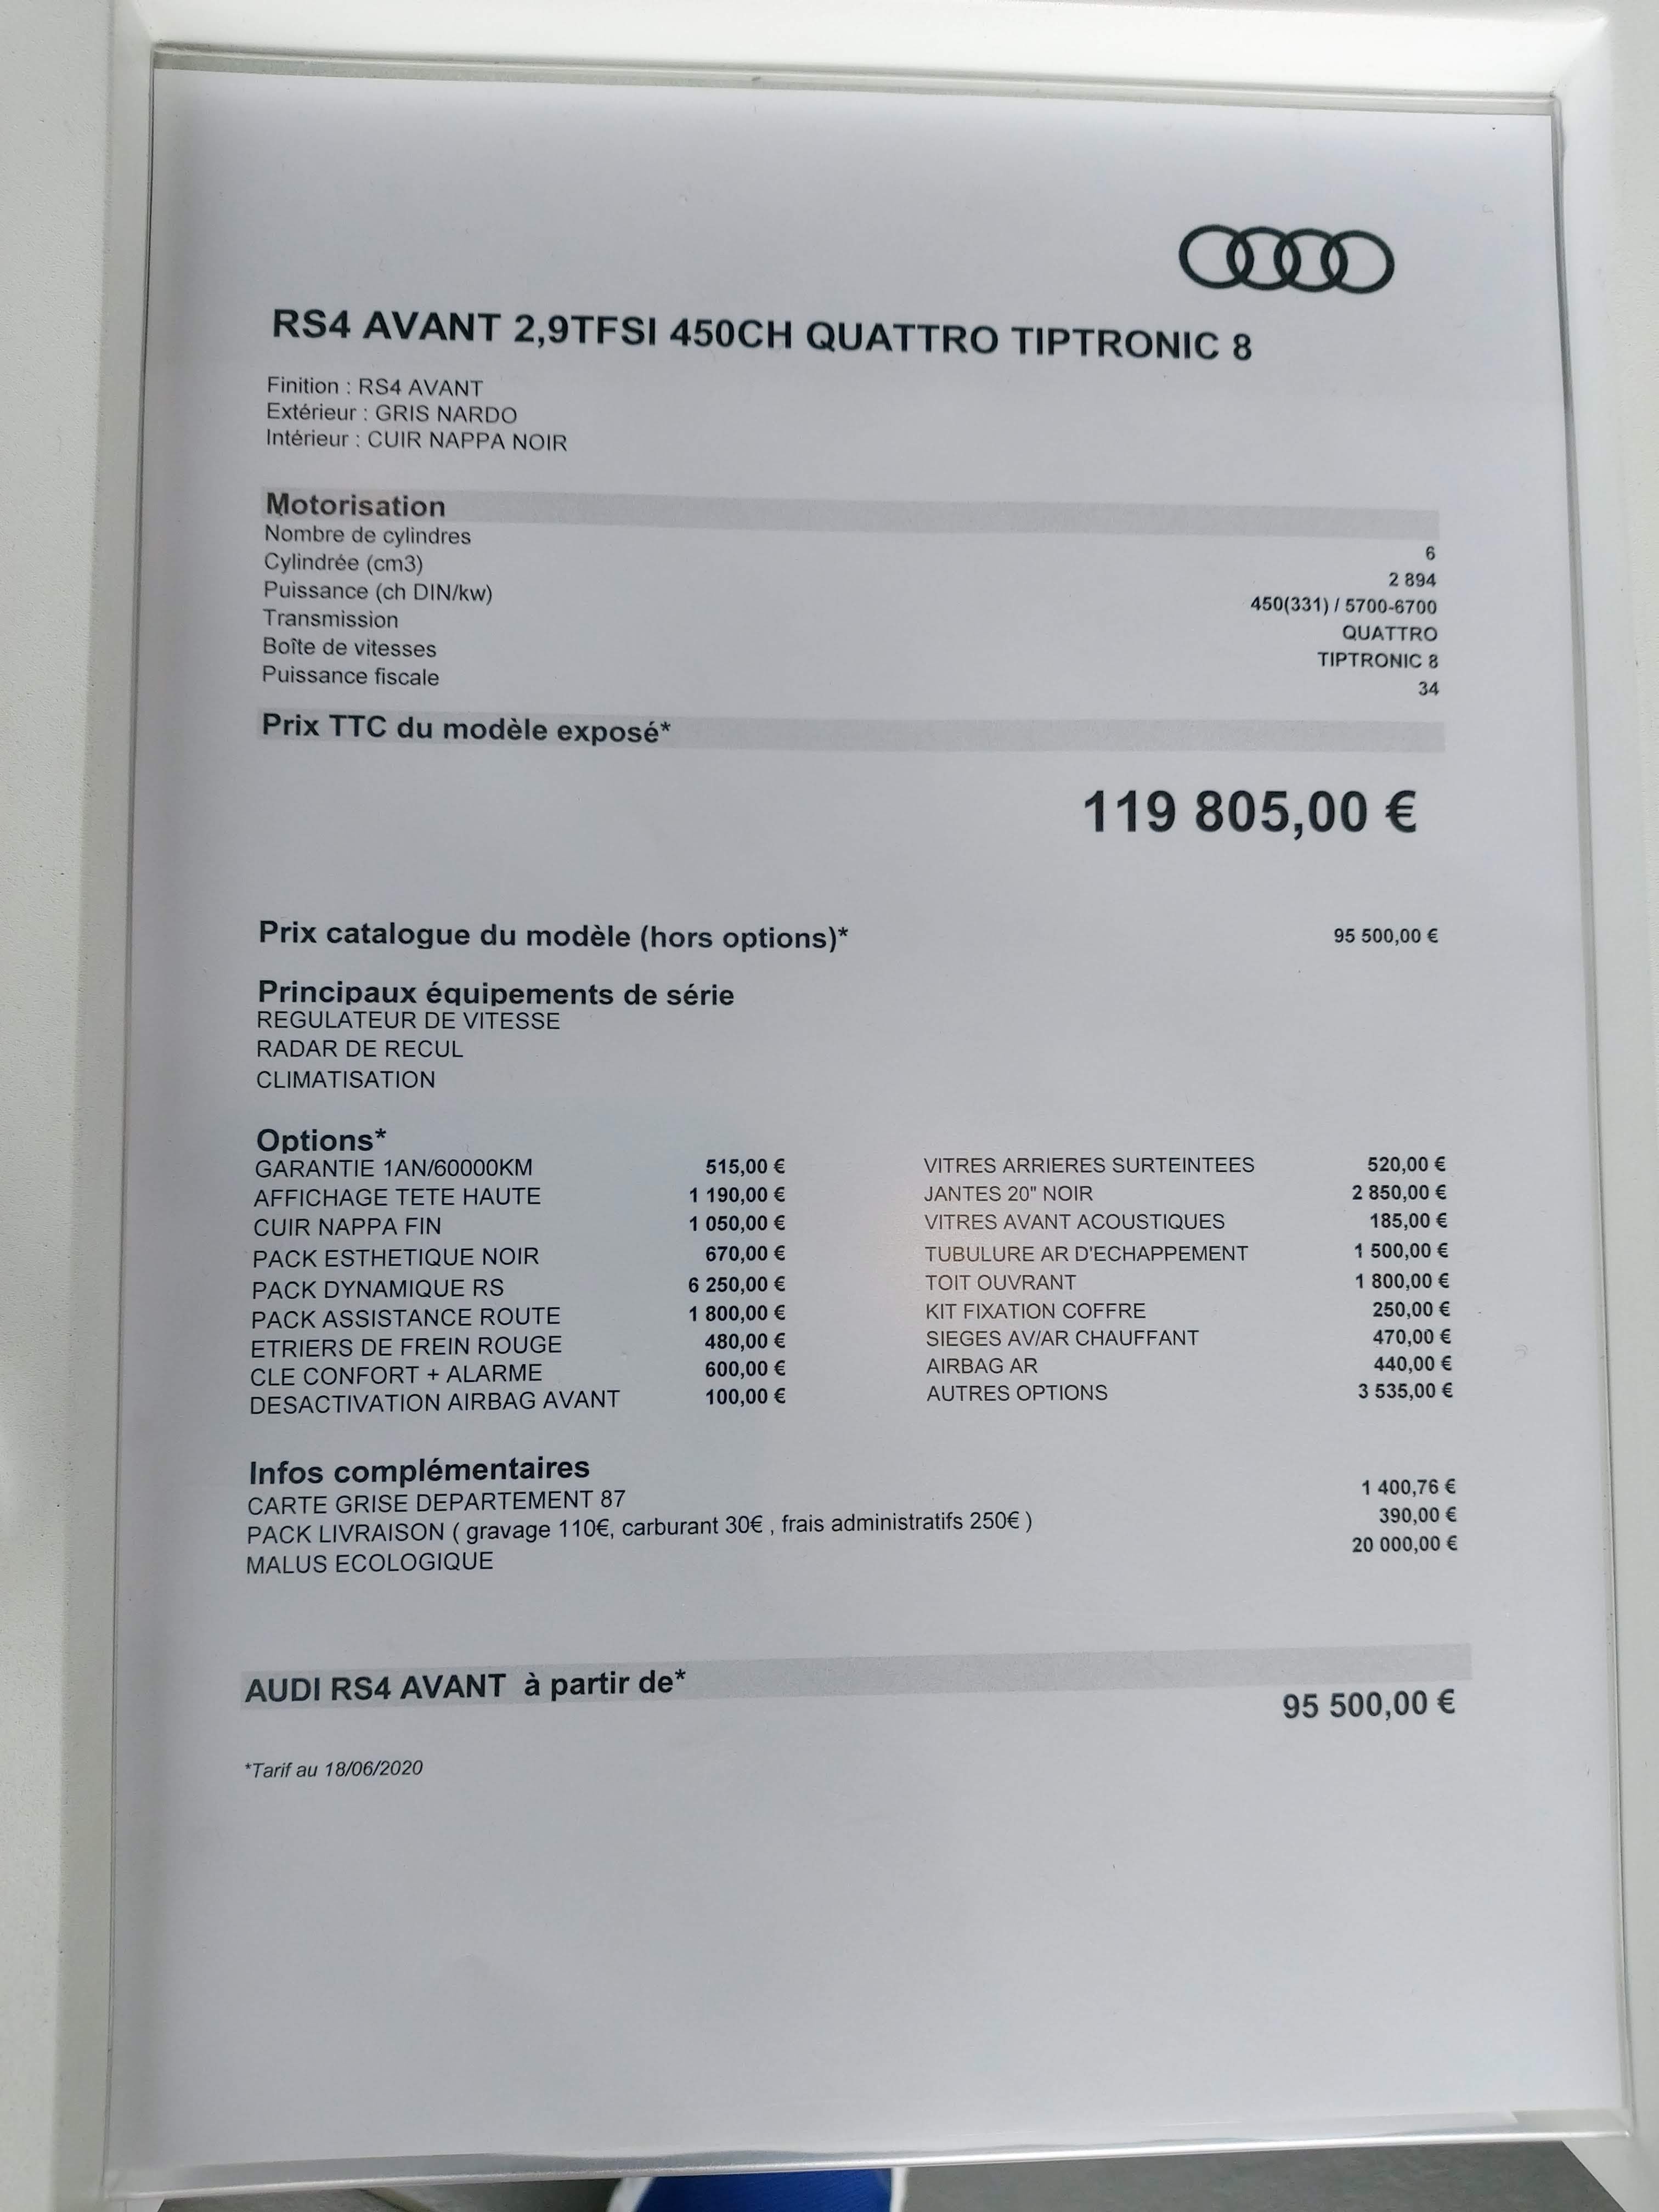 RS4 AVANT 2,9TFSI 450CH QUATTRO TIPTRONIC 8
Finition : RS4 AVANT
Extérieur : GRIS NARDO
Intérieur : CUIR NAPPA NOIR
Motorisation
Nombre de cylindres 6
Cylindrée (cm3) 2 894
Puissance (ch DIN/kw) 450(331) / 5700-6700
Transmission QUATTRO
Boîte de vitesses TIPTRONIC 8
Puissance fiscale 34
Prix TTC du modèle exposé*
119 805,00 €
Prix catalogue du modèle (hors options)* 95 500,00 €
Principaux équipements de série
REGULATEUR DE VITESSE
RADAR DE RECUL
CLIMATISATION
Options*
GARANTIE 1AN/60000KM 515,00 € VITRES ARRIERES SURTEINTEES 520,00 €
AFFICHAGE TETE HAUTE 1 190,00 € JANTES 20" NOIR 2 850,00 €
CUIR NAPPA FIN 1 050,00 € VITRES AVANT ACOUSTIQUES 185,00 €
PACK ESTHETIQUE NOIR 670,00 € TUBULURE AR D'ECHAPPEMENT 1 500,00 €
PACK DYNAMIQUE RS 6 250,00 € TOIT OUVRANT 1 800,00 €
PACK ASSISTANCE ROUTE 1 800,00 € KIT FIXATION COFFRE 250,00 €
ETRIERS DE FREIN ROUGE 480,00 € SIEGES AV/AR CHAUFFANT 470,00 €
CLE CONFORT + ALARME 600,00 € AIRBAG AR 440,00 €
DESACTIVATION AIRBAG AVANT 100,00 € AUTRES OPTIONS 3 535,00 €
Infos complémentaires
CARTE GRISE DEPARTEMENT 87 1 400,76 €
PACK LIVRAISON ( gravage 110€, carburant 30€ , frais administratifs 250€ ) 390,00 €
MALUS ECOLOGIQUE 20 000,00 €
AUDI RS4 AVANT à partir de*
95 500,00 €
*Tarif au 18/06/2020